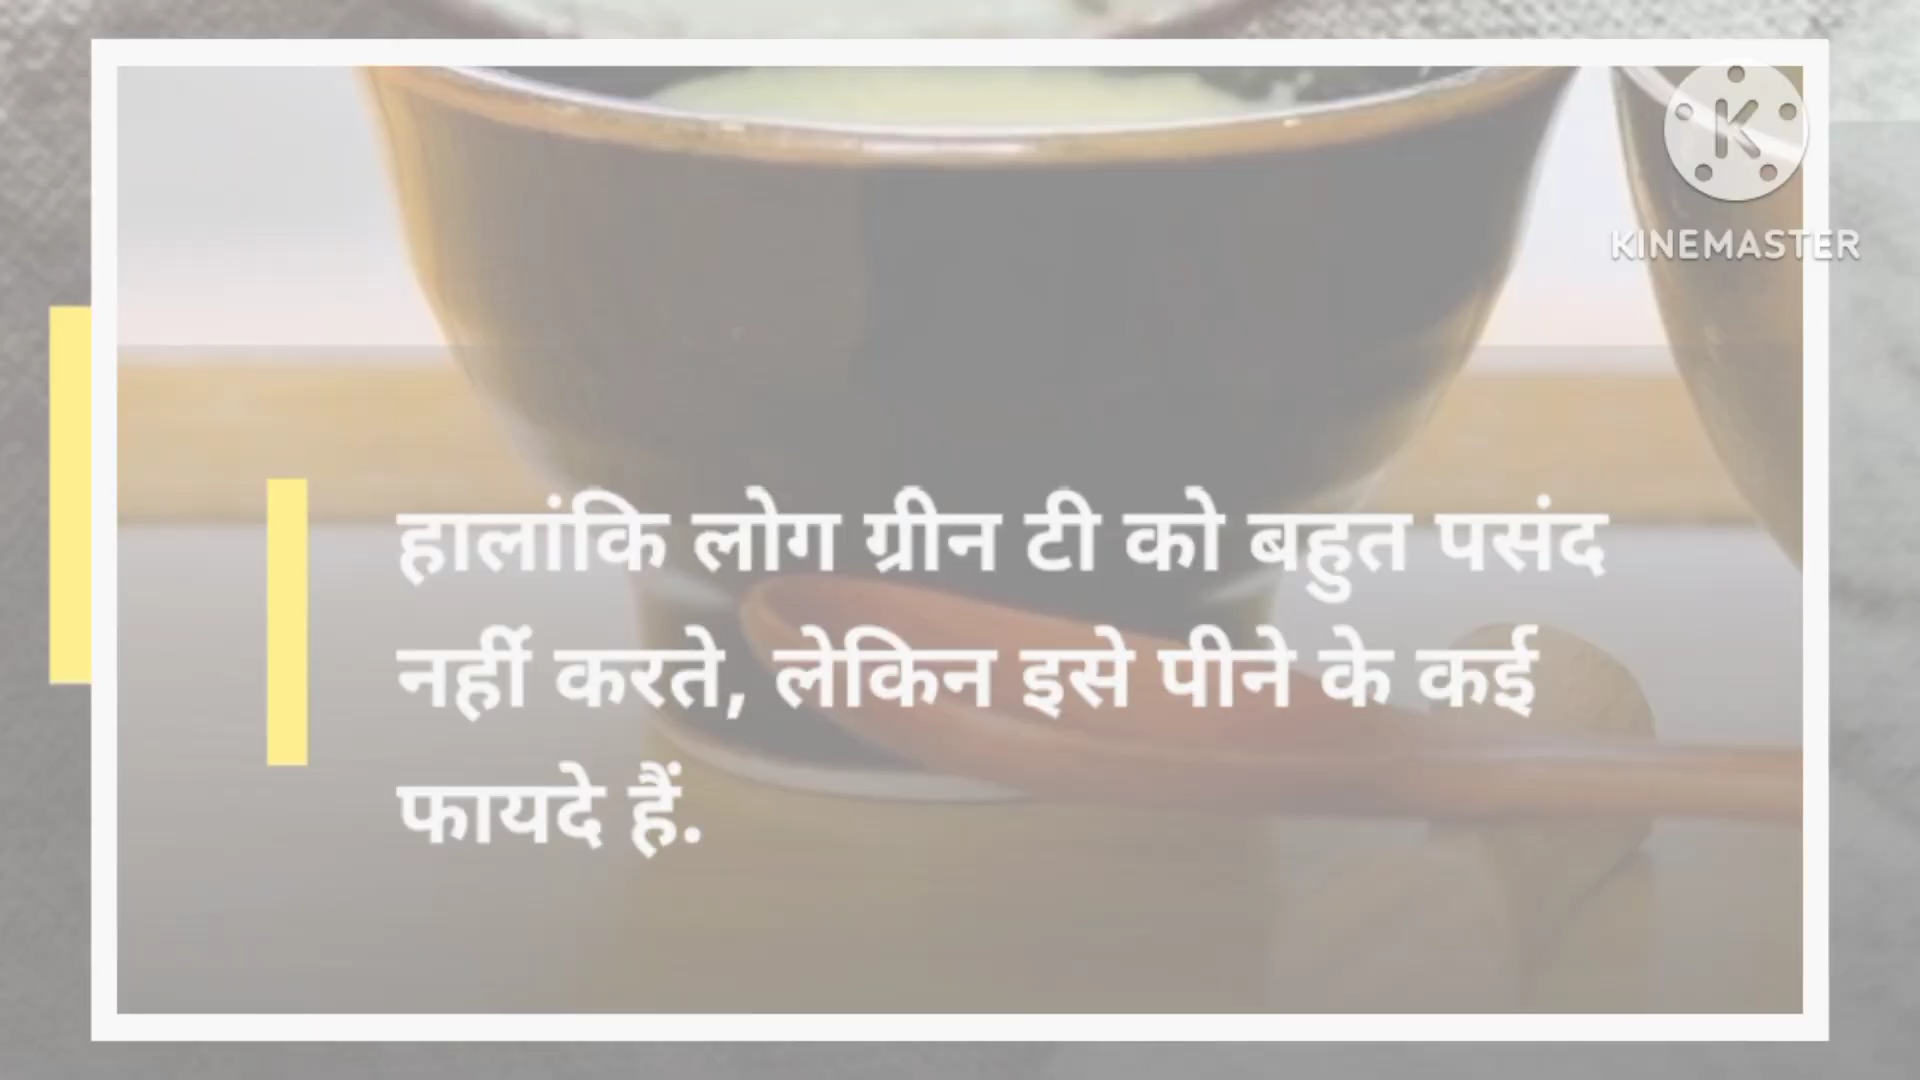 K
KINEMASTER
हालांकि लोग ग्रीन टी को बहुत पसंद
नहीं करते, लेकिन इसे पीने के कई
फायदे हैं.